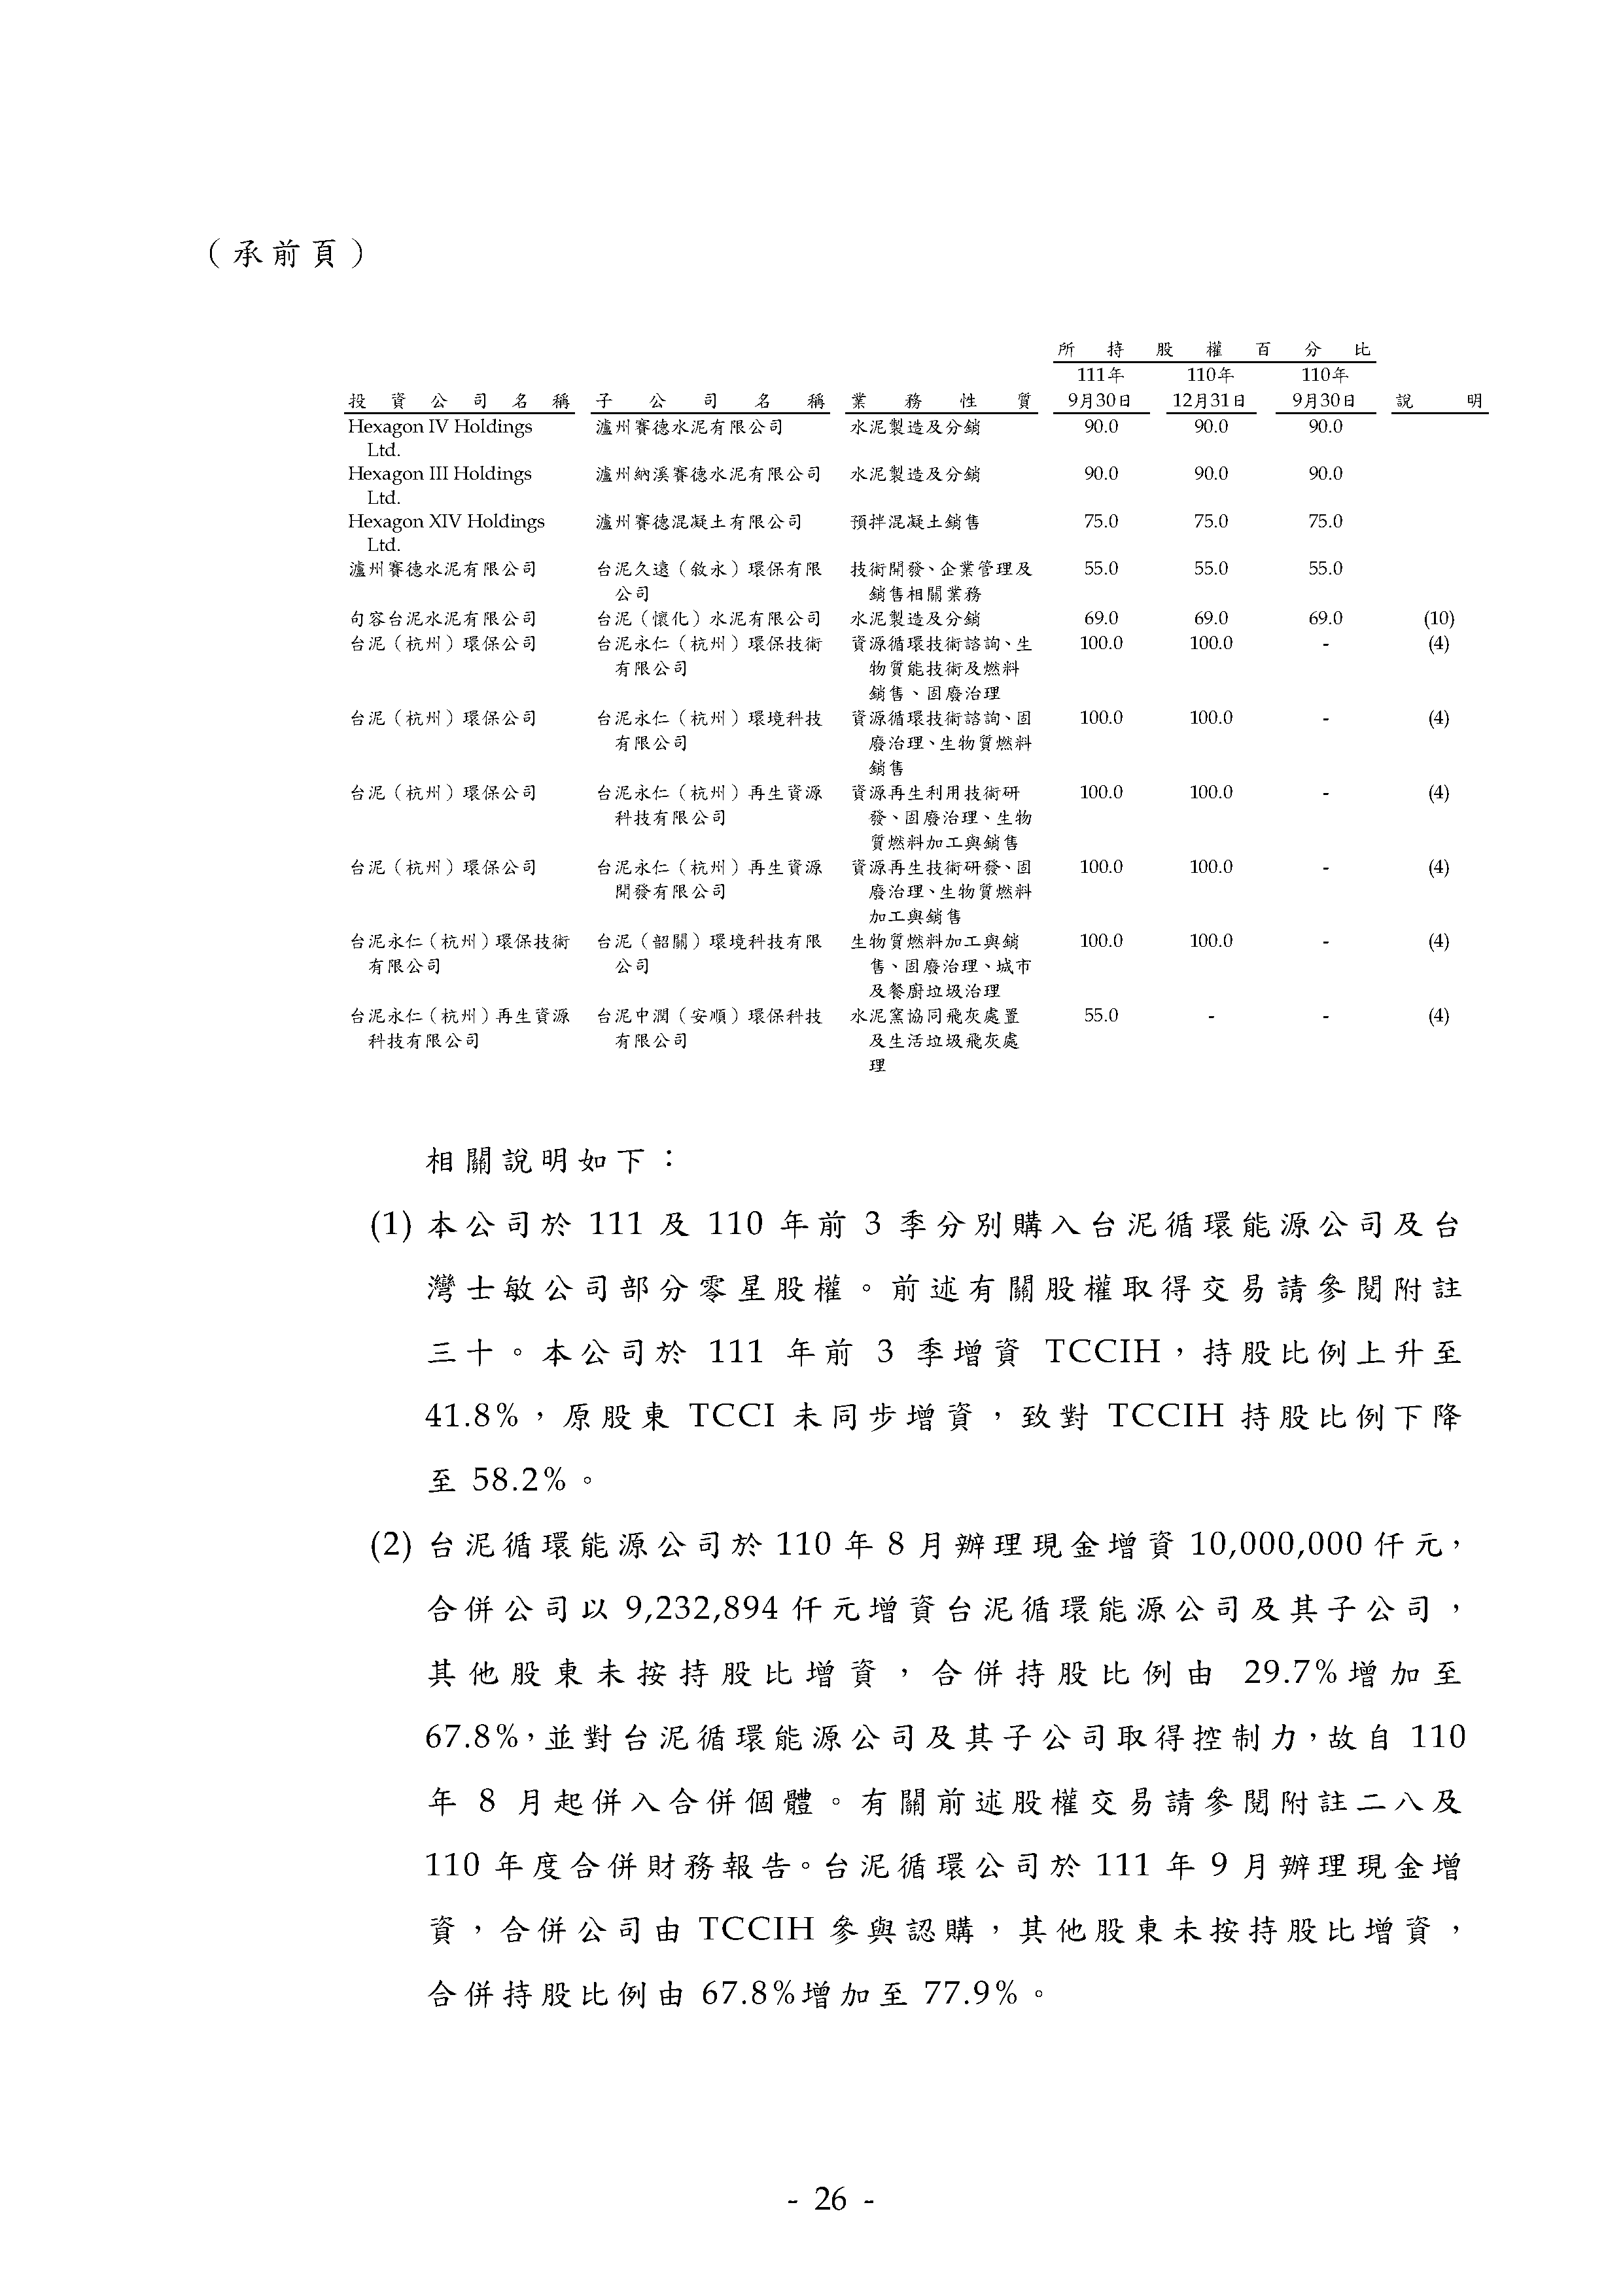 （承前頁）
所持股權百分比
111年 110年 110年
投資公司名稱 子公司名稱 業務性質 9月30日 12月31日 9月30日 說明
Hexagon IV Holdings 瀘州賽德水泥有限公司 水泥製造及分銷 90.0 90.0 90.0
Ltd.
Hexagon III Holdings 瀘州納溪賽德水泥有限公司 水泥製造及分銷 90.0 90.0 90.0
Ltd.
Hexagon XIV Holdings 瀘州賽德混凝土有限公司 預拌混凝土銷售 75.0 75.0 75.0
Ltd.
瀘州賽德水泥有限公司 台泥久遠（敘永）環保有限 技術開發、企業管理及 55.0 55.0 55.0
公司 銷售相關業務
句容台泥水泥有限公司 台泥（懷化）水泥有限公司 水泥製造及分銷 69.0 69.0 69.0 (10)
台泥（杭州）環保公司 台泥永仁（杭州）環保技術 資源循環技術諮詢、生 100.0 100.0 - (4)
有限公司 物質能技術及燃料
銷售、固廢治理
台泥（杭州）環保公司 台泥永仁（杭州）環境科技 資源循環技術諮詢、固 100.0 100.0 - (4)
有限公司 廢治理、生物質燃料
銷售
台泥（杭州）環保公司 台泥永仁（杭州）再生資源 資源再生利用技術研 100.0 100.0 - (4)
科技有限公司 發、固廢治理、生物
質燃料加工與銷售
台泥（杭州）環保公司 台泥永仁（杭州）再生資源 資源再生技術研發、固 100.0 100.0 - (4)
開發有限公司 廢治理、生物質燃料
加工與銷售
台泥永仁（杭州）環保技術 台泥（韶關）環境科技有限 生物質燃料加工與銷 100.0 100.0 - (4)
有限公司 公司 售、固廢治理、城市
及餐廚垃圾治理
台泥永仁（杭州）再生資源 台泥中潤（安順）環保科技 水泥窯協同飛灰處置 55.0 - - (4)
科技有限公司 有限公司 及生活垃圾飛灰處
理
相關說明如下：
(1) 本公司於 111 及 110 年前 3 季分別購入台泥循環能源公司及台
灣士敏公司部分零星股權。前述有關股權取得交易請參閱附註
三十。本公司於 111 年前 3 季增資 TCCIH，持股比例上升至
41.8%，原股東 TCCI 未同步增資，致對 TCCIH 持股比例下降
至 58.2%。
(2) 台泥循環能源公司於 110 年 8 月辦理現金增資 10,000,000 仟元，
合併公司以 9,232,894 仟元增資台泥循環能源公司及其子公司，
其他股東未按持股比增資，合併持股比例由 29.7%增加至
67.8%，並對台泥循環能源公司及其子公司取得控制力，故自 110
年 8 月起併入合併個體。有關前述股權交易請參閱附註二八及
110 年度合併財務報告。台泥循環公司於 111 年 9 月辦理現金增
資，合併公司由 TCCIH 參與認購，其他股東未按持股比增資，
合併持股比例由 67.8%增加至 77.9%。
- 26 -